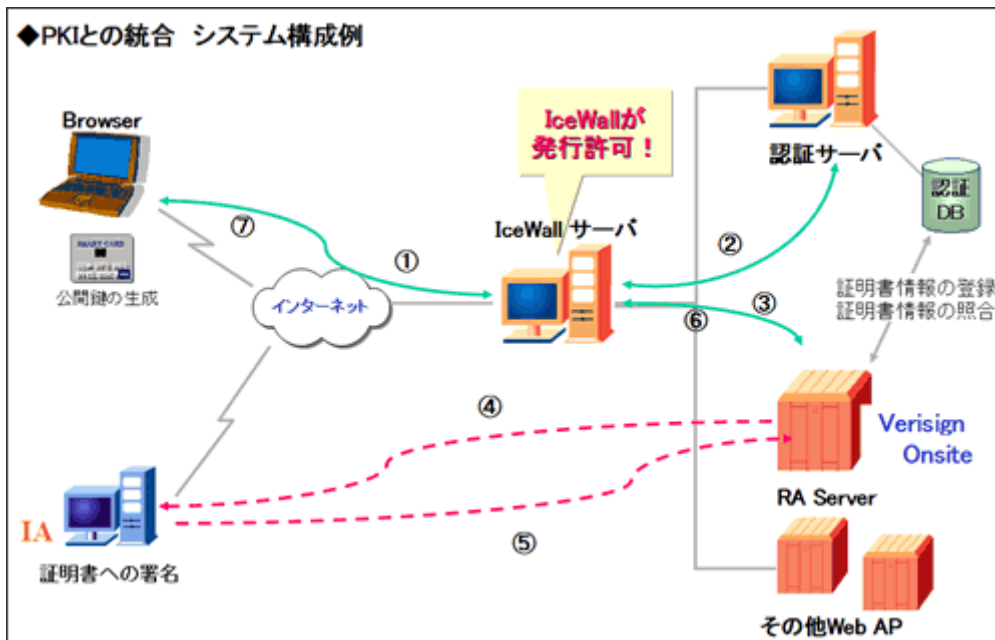 ◆PKIとの統合 システム構成例
Browser
IceWallが
発行許可！
認証サーバ
認証
DB
⑦
①
IceWall サーバ
②
公開鍵の生成
インターネット
証明書情報の登録
証明書情報の照合
⑥
③
④
Verisign
Onsite
RA Server
IA
⑤
証明書への署名
その他Web AP